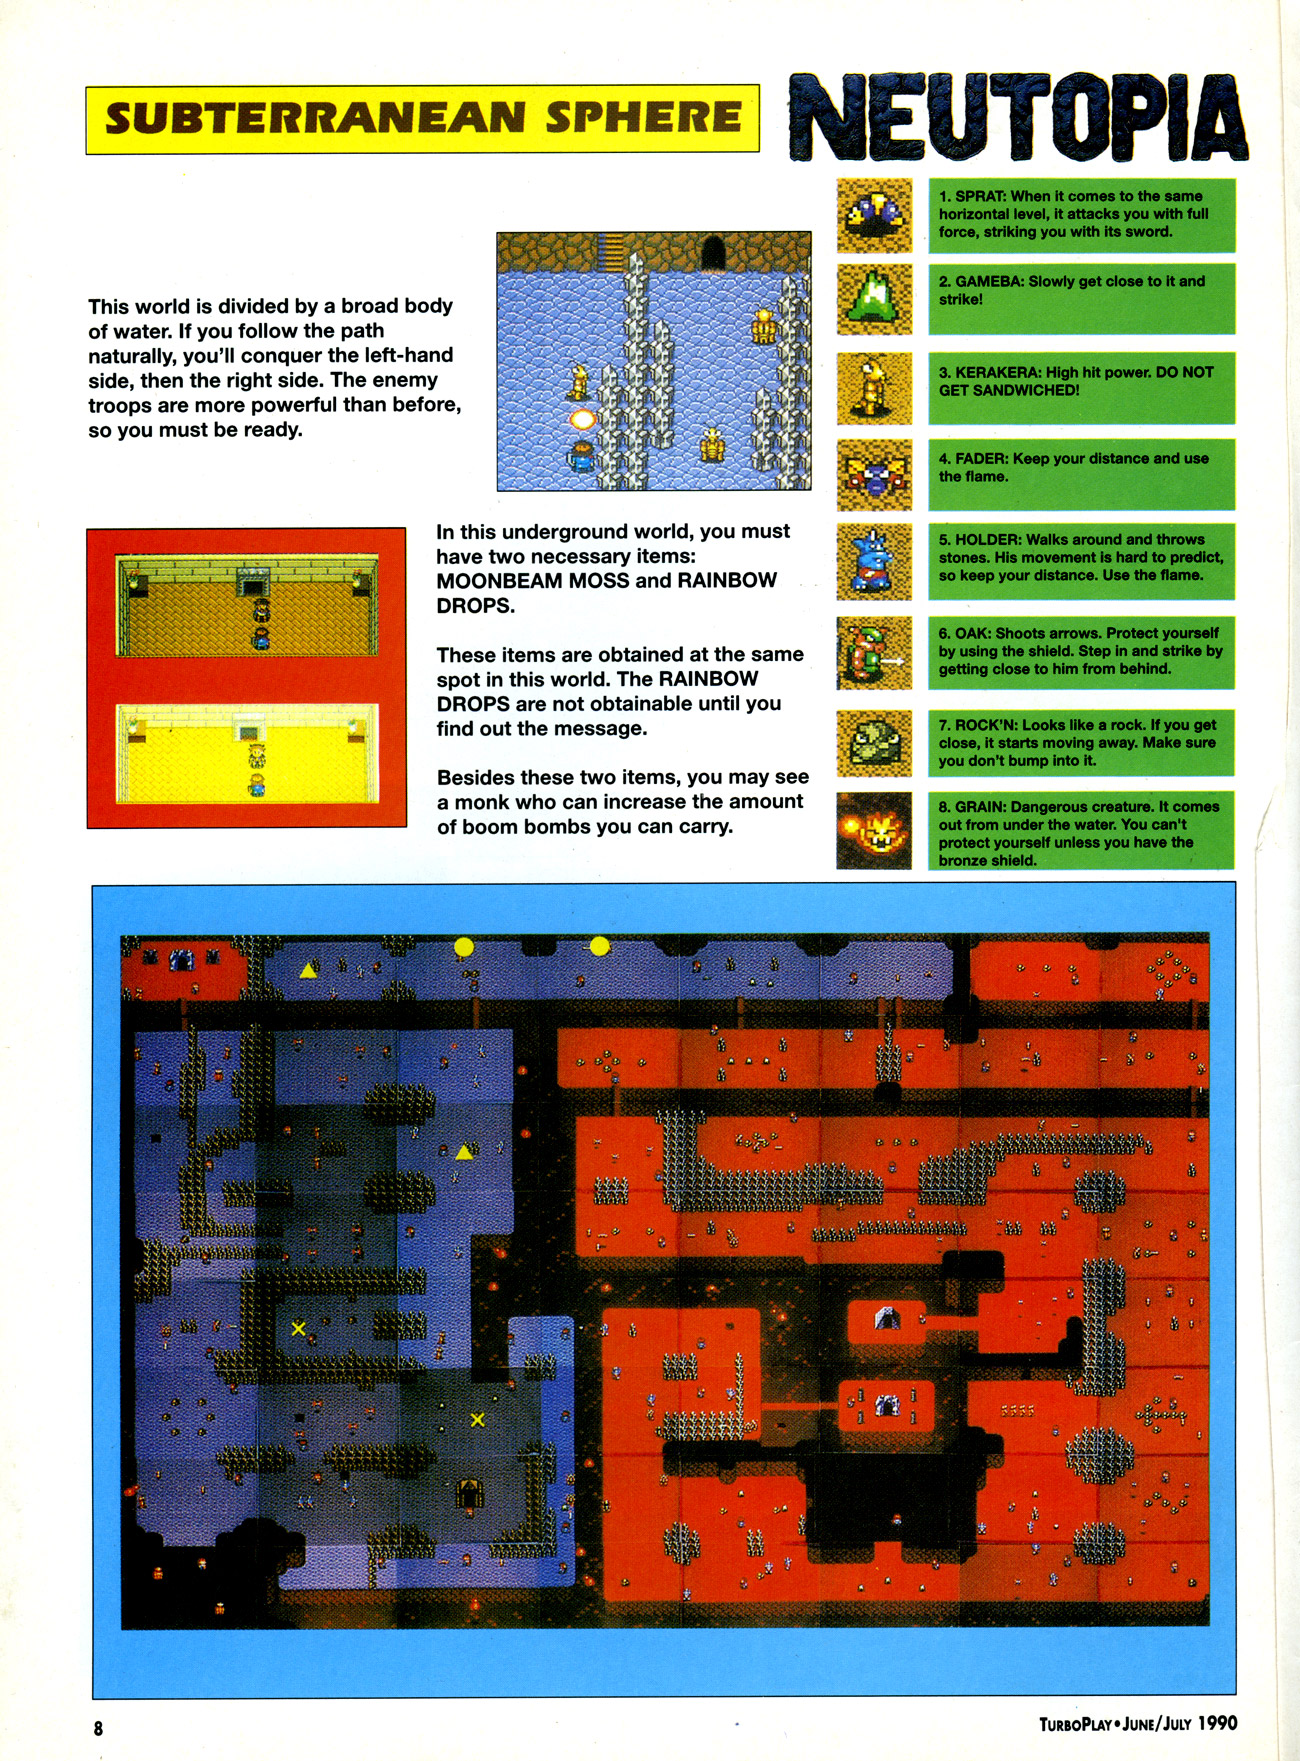 SUBTERRANEAN SPHERE
NEUTOPIA
This world is divided by a broad body
of water. If you follow the path
naturally, you'll conquer the left-hand
side, then the right side. The enemy
troops are more powerful than before,
so you must be ready.
In this underground world, you must
have two necessary items:
MOONBEAM MOSS and RAINBOW
DROPS.
These items are obtained at the same
spot in this world. The RAINBOW
DROPS are not obtainable until you
find out the message.
Besides these two items, you may see
a monk who can increase the amount
of boom bombs you can carry.
1. SPRAT: When it comes to the same
horizontal level, it attacks you with full
force, striking you with its sword.
2. GAMEBA: Slowly get close to it and
strike!
3. KERAKERA: High hit power. DO NOT
GET SANDWICHED!
4. FADER: Keep your distance and use
the flame.
5. HOLDER: Walks around and throws
stones. His movement is hard to predict,
so keep your distance. Use the flame.
6. OAK: Shoots arrows. Protect yourself
by using the shield. Step in and strike by
getting close to him from behind.
7. ROCK'N: Looks like a rock. If you get
close, it starts moving away. Make sure
you don't bump into it.
8. GRAIN: Dangerous creature. It comes
out from under the water. You can't
protect yourself unless you have the
bronze shield.
8
TURBOPLAY•JUNE/JULY 1990